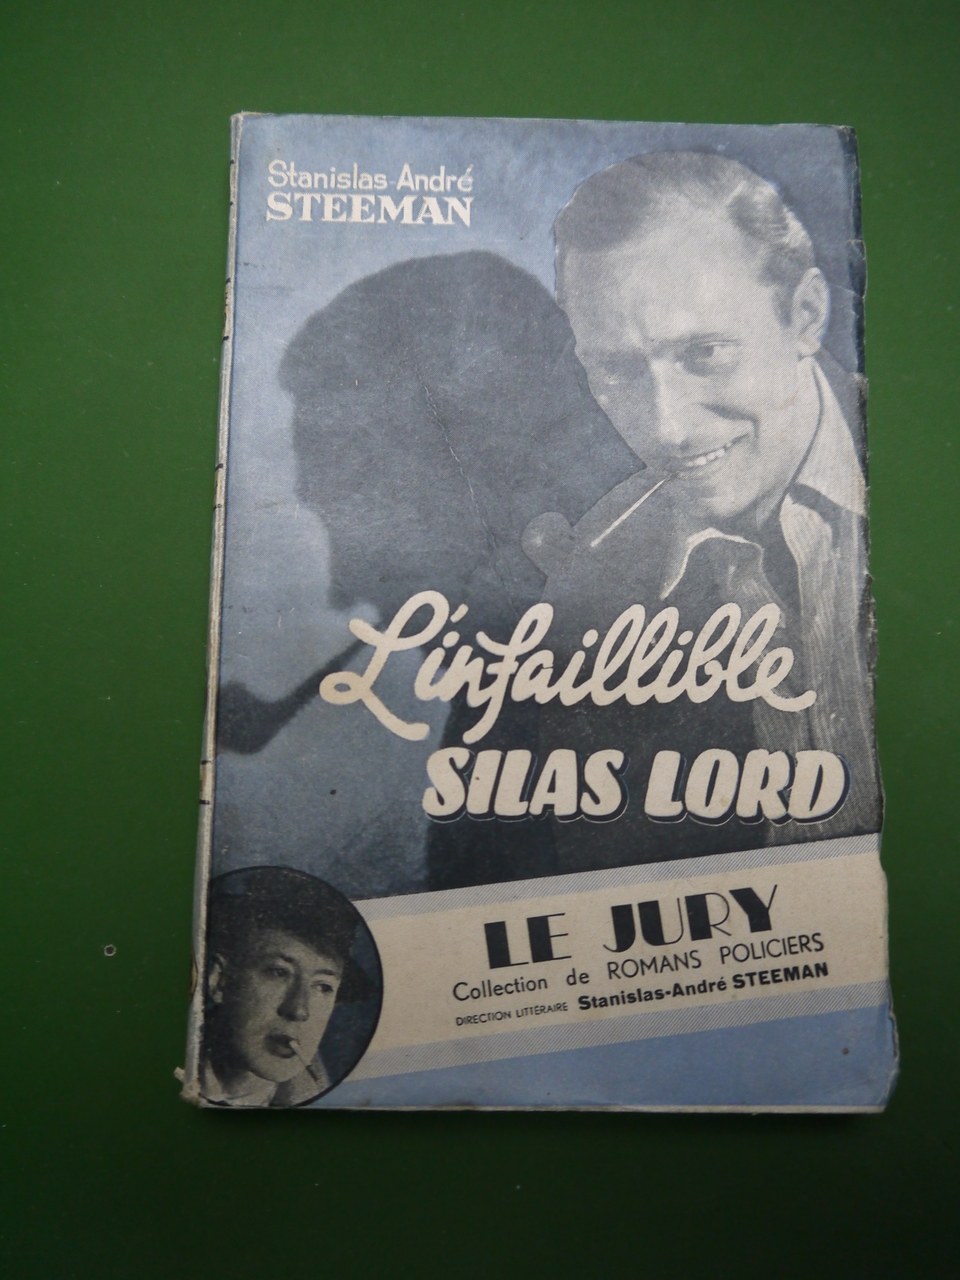 Stanislas-André
STEEMAN
L'infaillible
SILAS LORD
LE JURY
Collection de ROMANS POLICIERS
DIRECTION LITTÉRAIRE Stanislas-André STEEMAN